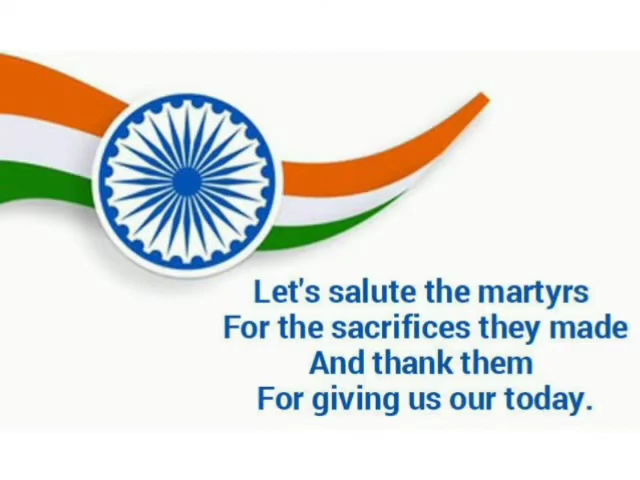 Let's salute the martyrs
For the sacrifices they made
And thank them
For giving us our today.